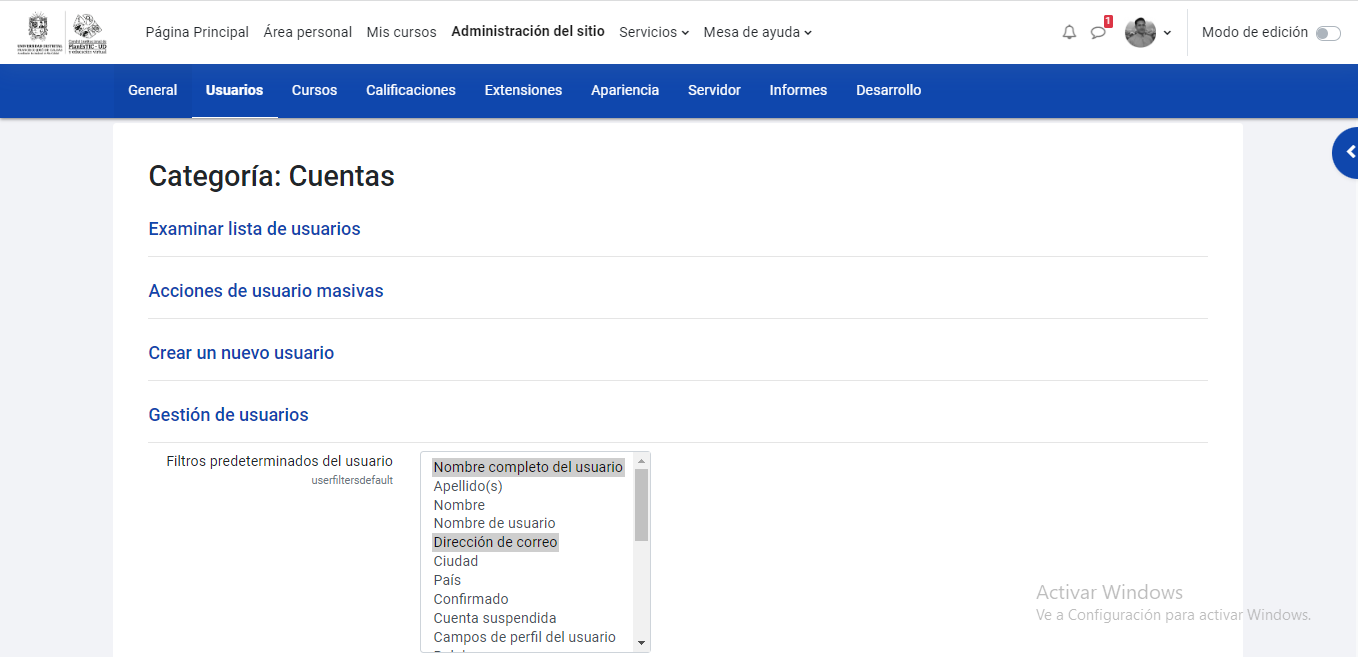 UNIVERSIDAD DISTRITAL
PlanEsTIC - UD
Página Principal Área personal Mis cursos Administración del sitio Servicios Mesa de ayuda 1 Modo de edición
General Usuarios Cursos Calificaciones Extensiones Apariencia Servidor Informes Desarrollo
Categoría: Cuentas
Examinar lista de usuarios
Acciones de usuario masivas
Crear un nuevo usuario
Gestión de usuarios
Filtros predeterminados del usuario
userfiltersdefault
Nombre completo del usuario
Apellido(s)
Nombre
Nombre de usuario
Dirección de correo
Ciudad
País
Confirmado
Cuenta suspendida
Campos de perfil del usuario
Activar Windows
Ve a Configuración para activar Windows.